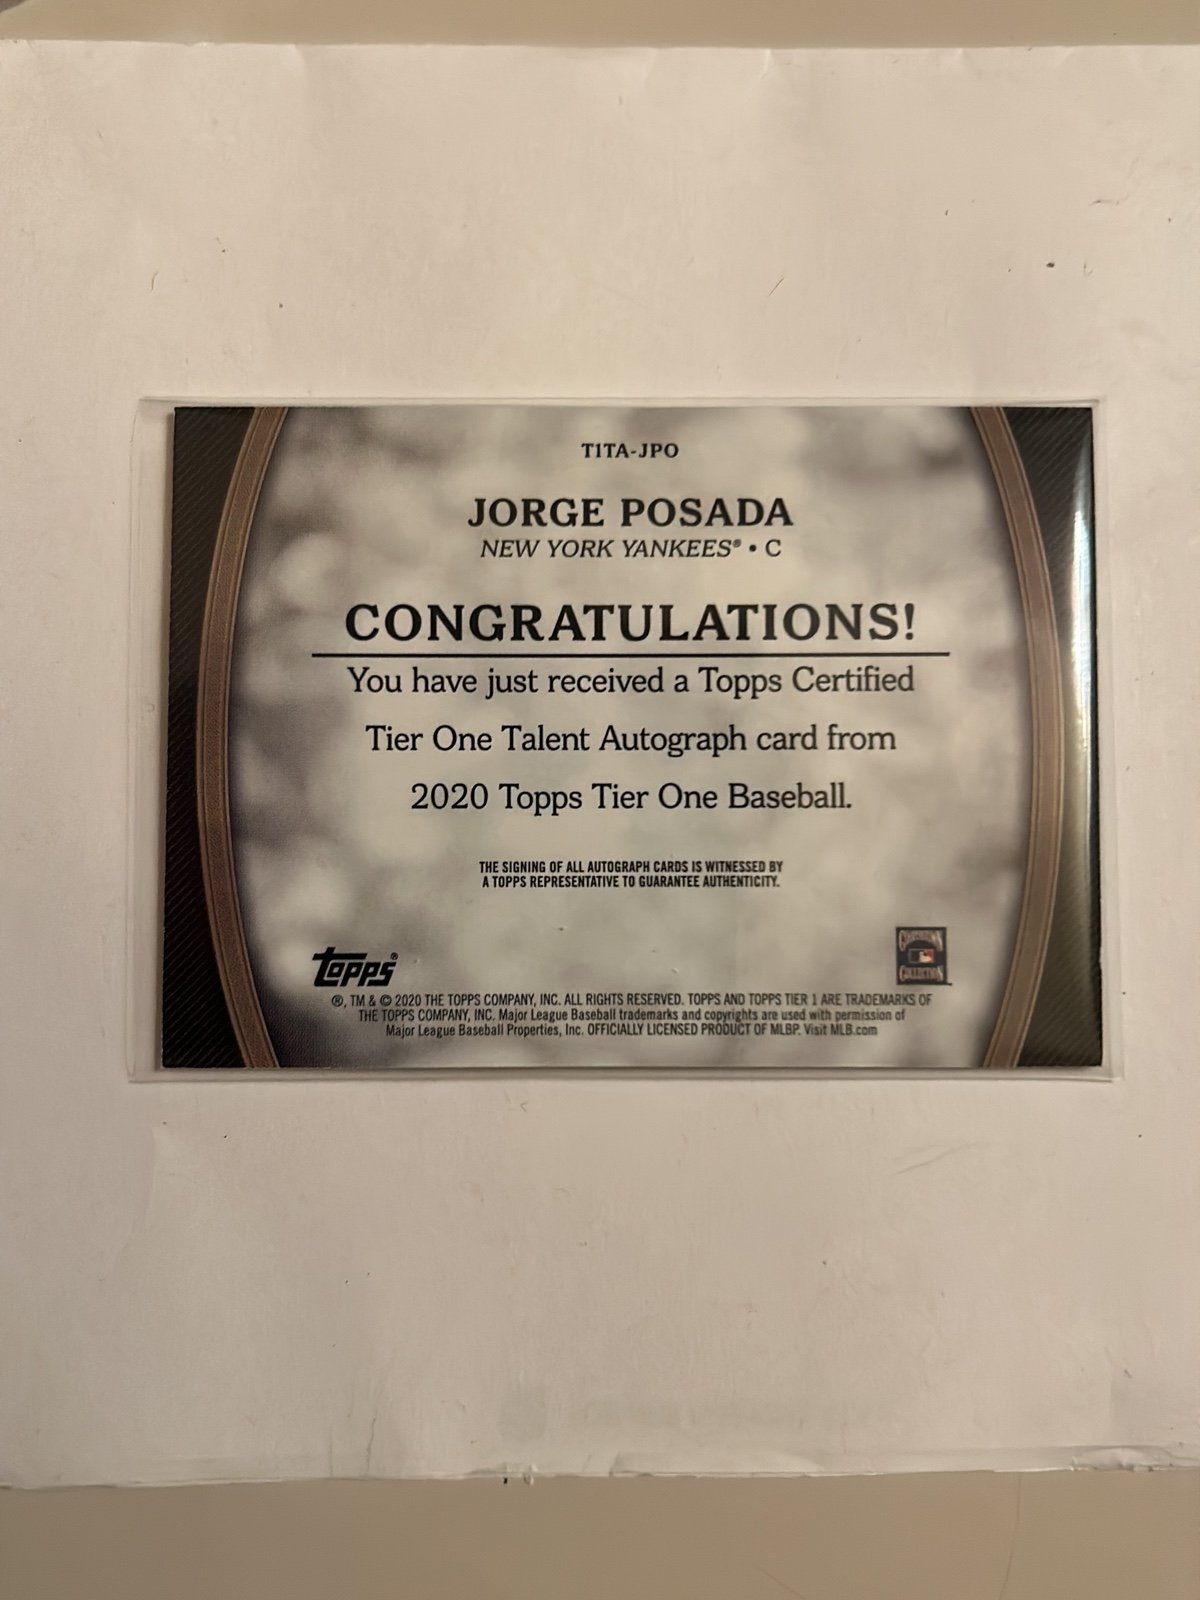 T1TA-JPO
JORGE POSADA
NEW YORK YANKEES® • C
CONGRATULATIONS!
You have just received a Topps Certified
Tier One Talent Autograph card from
2020 Topps Tier One Baseball.
THE SIGNING OF ALL AUTOGRAPH CARDS IS WITNESSED BY
A TOPPS REPRESENTATIVE TO GUARANTEE AUTHENTICITY.
topps®
COOPERSTOWN
COLLECTION
®, TM & © 2020 THE TOPPS COMPANY, INC. ALL RIGHTS RESERVED. TOPPS AND TOPPS TIER 1 ARE TRADEMARKS OF
THE TOPPS COMPANY, INC. Major League Baseball trademarks and copyrights are used with permission of
Major League Baseball Properties, Inc. OFFICIALLY LICENSED PRODUCT OF MLBP. Visit MLB.com